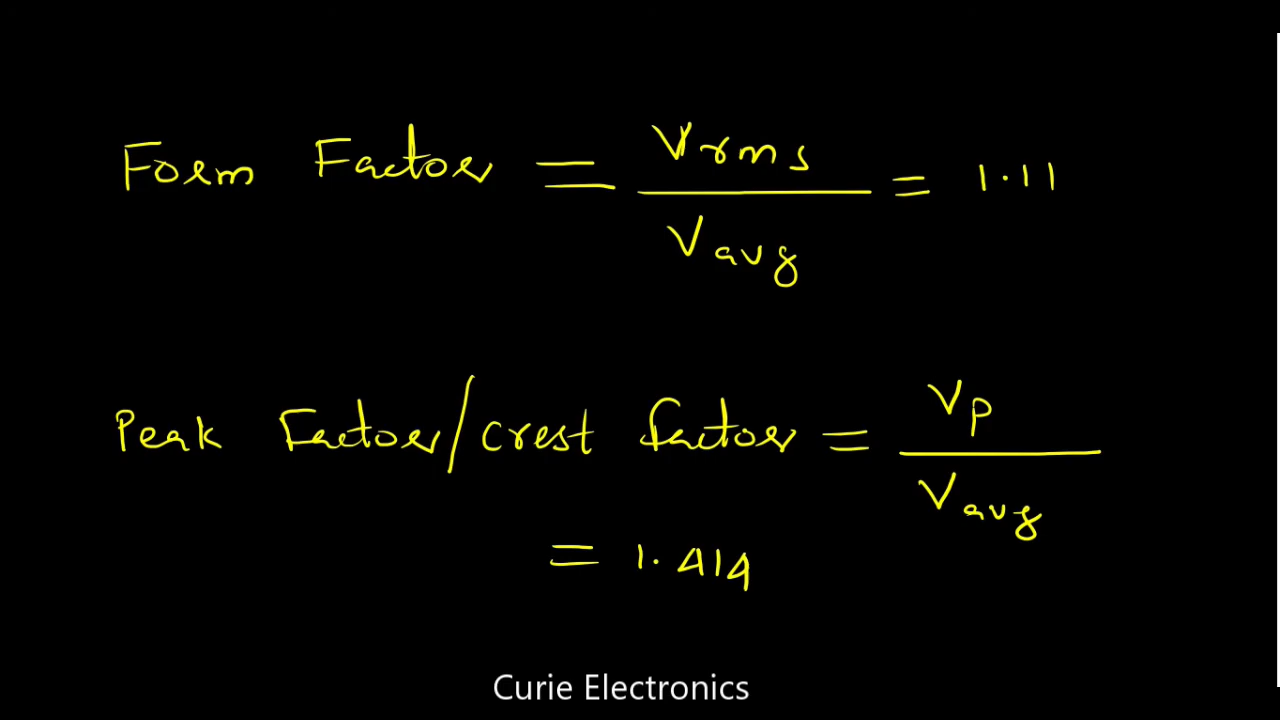 Form Factor = Vrms / Vavg = 1.11
Peak Factor/crest factor = Vp / Vavg
= 1.414
Curie Electronics